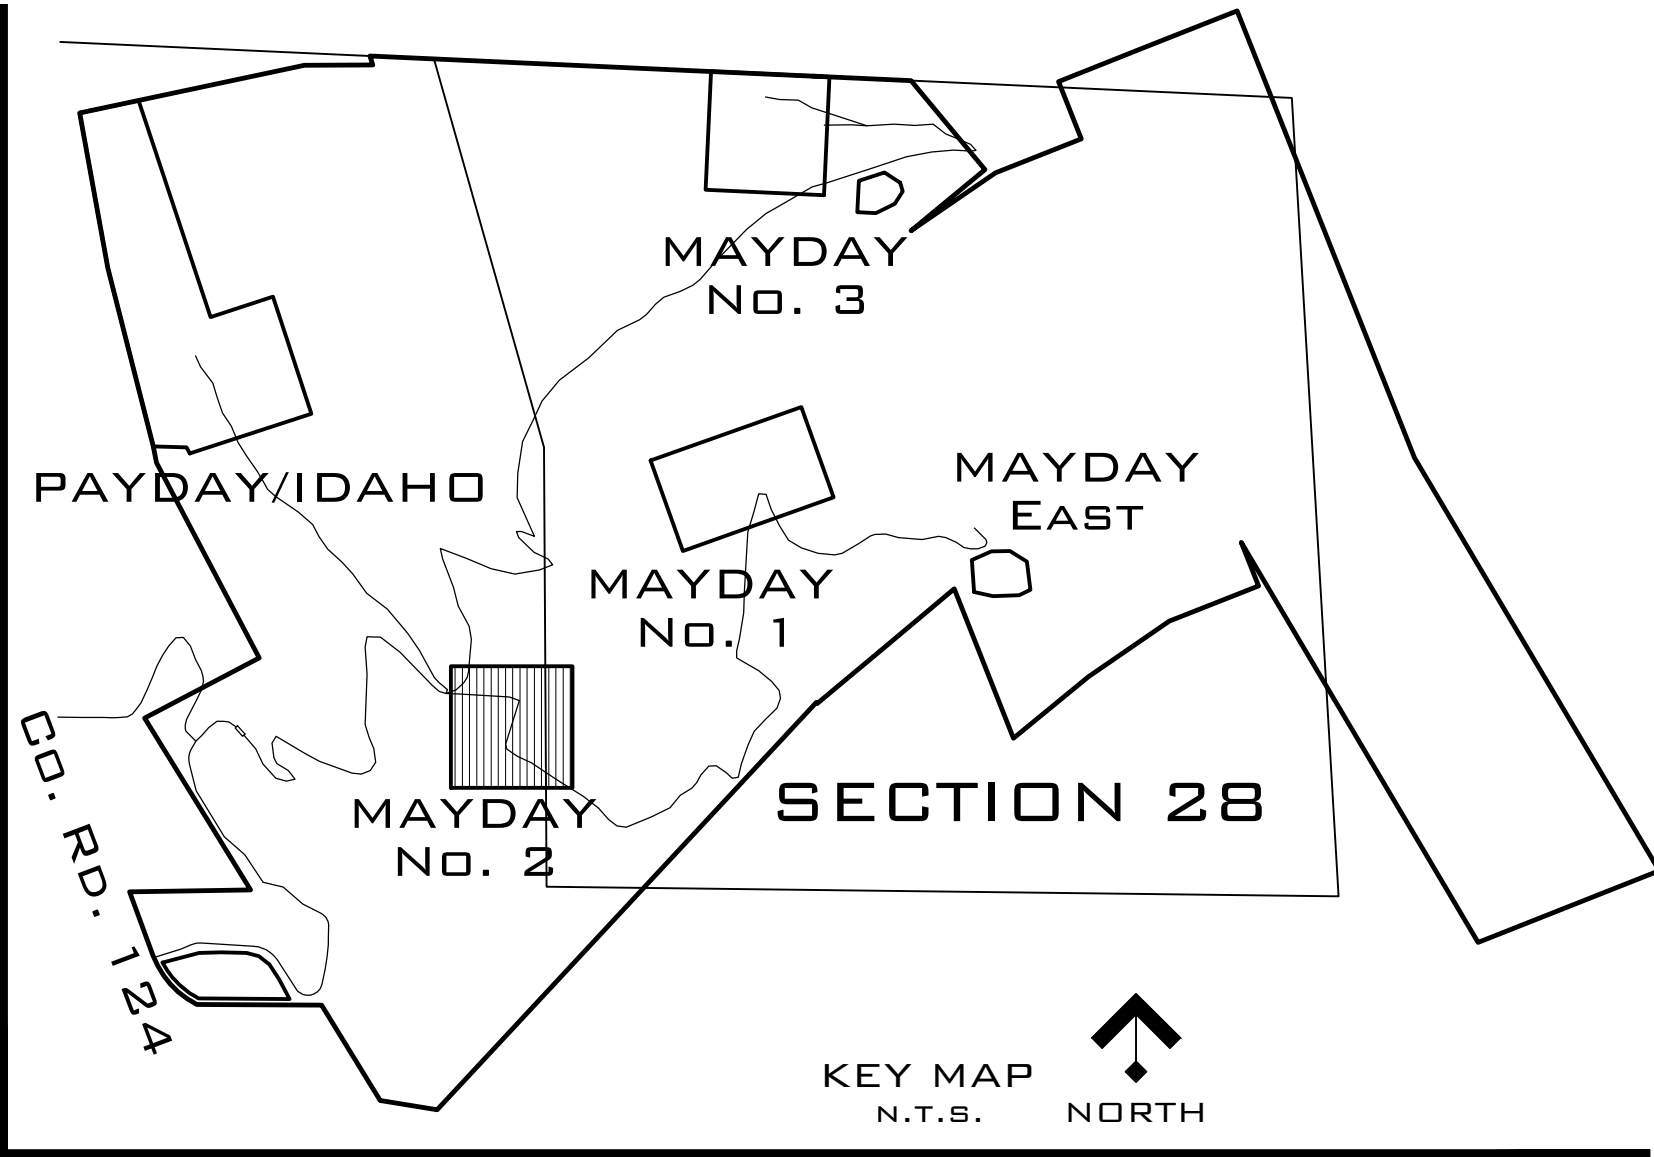 MAYDAY
No. 3
PAYDAY/IDAHO
MAYDAY
EAST
MAYDAY
No. 1
MAYDAY
No. 2
SECTION 28
Co. RD. 124
KEY MAP
N.T.S.
NORTH